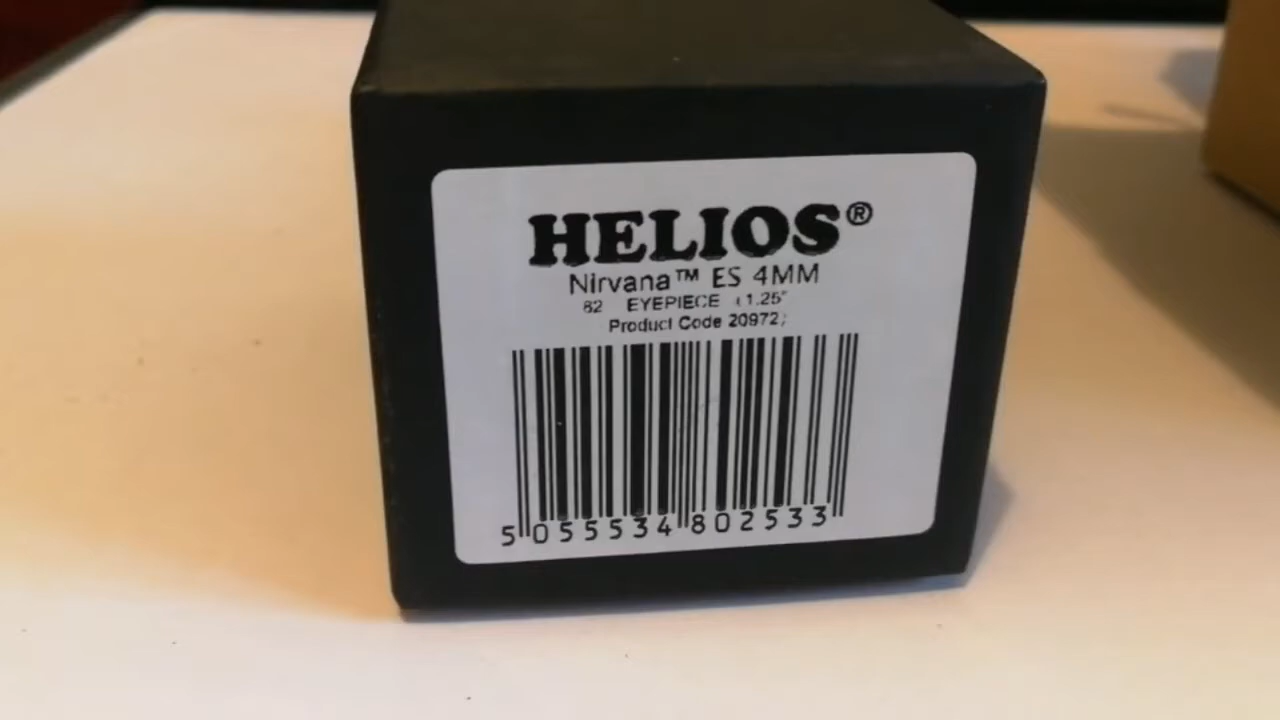 HELIOS®
Nirvana™ ES 4MM
82 EYEPIECE (1.25"
Product Code 20972
5 055534 802533